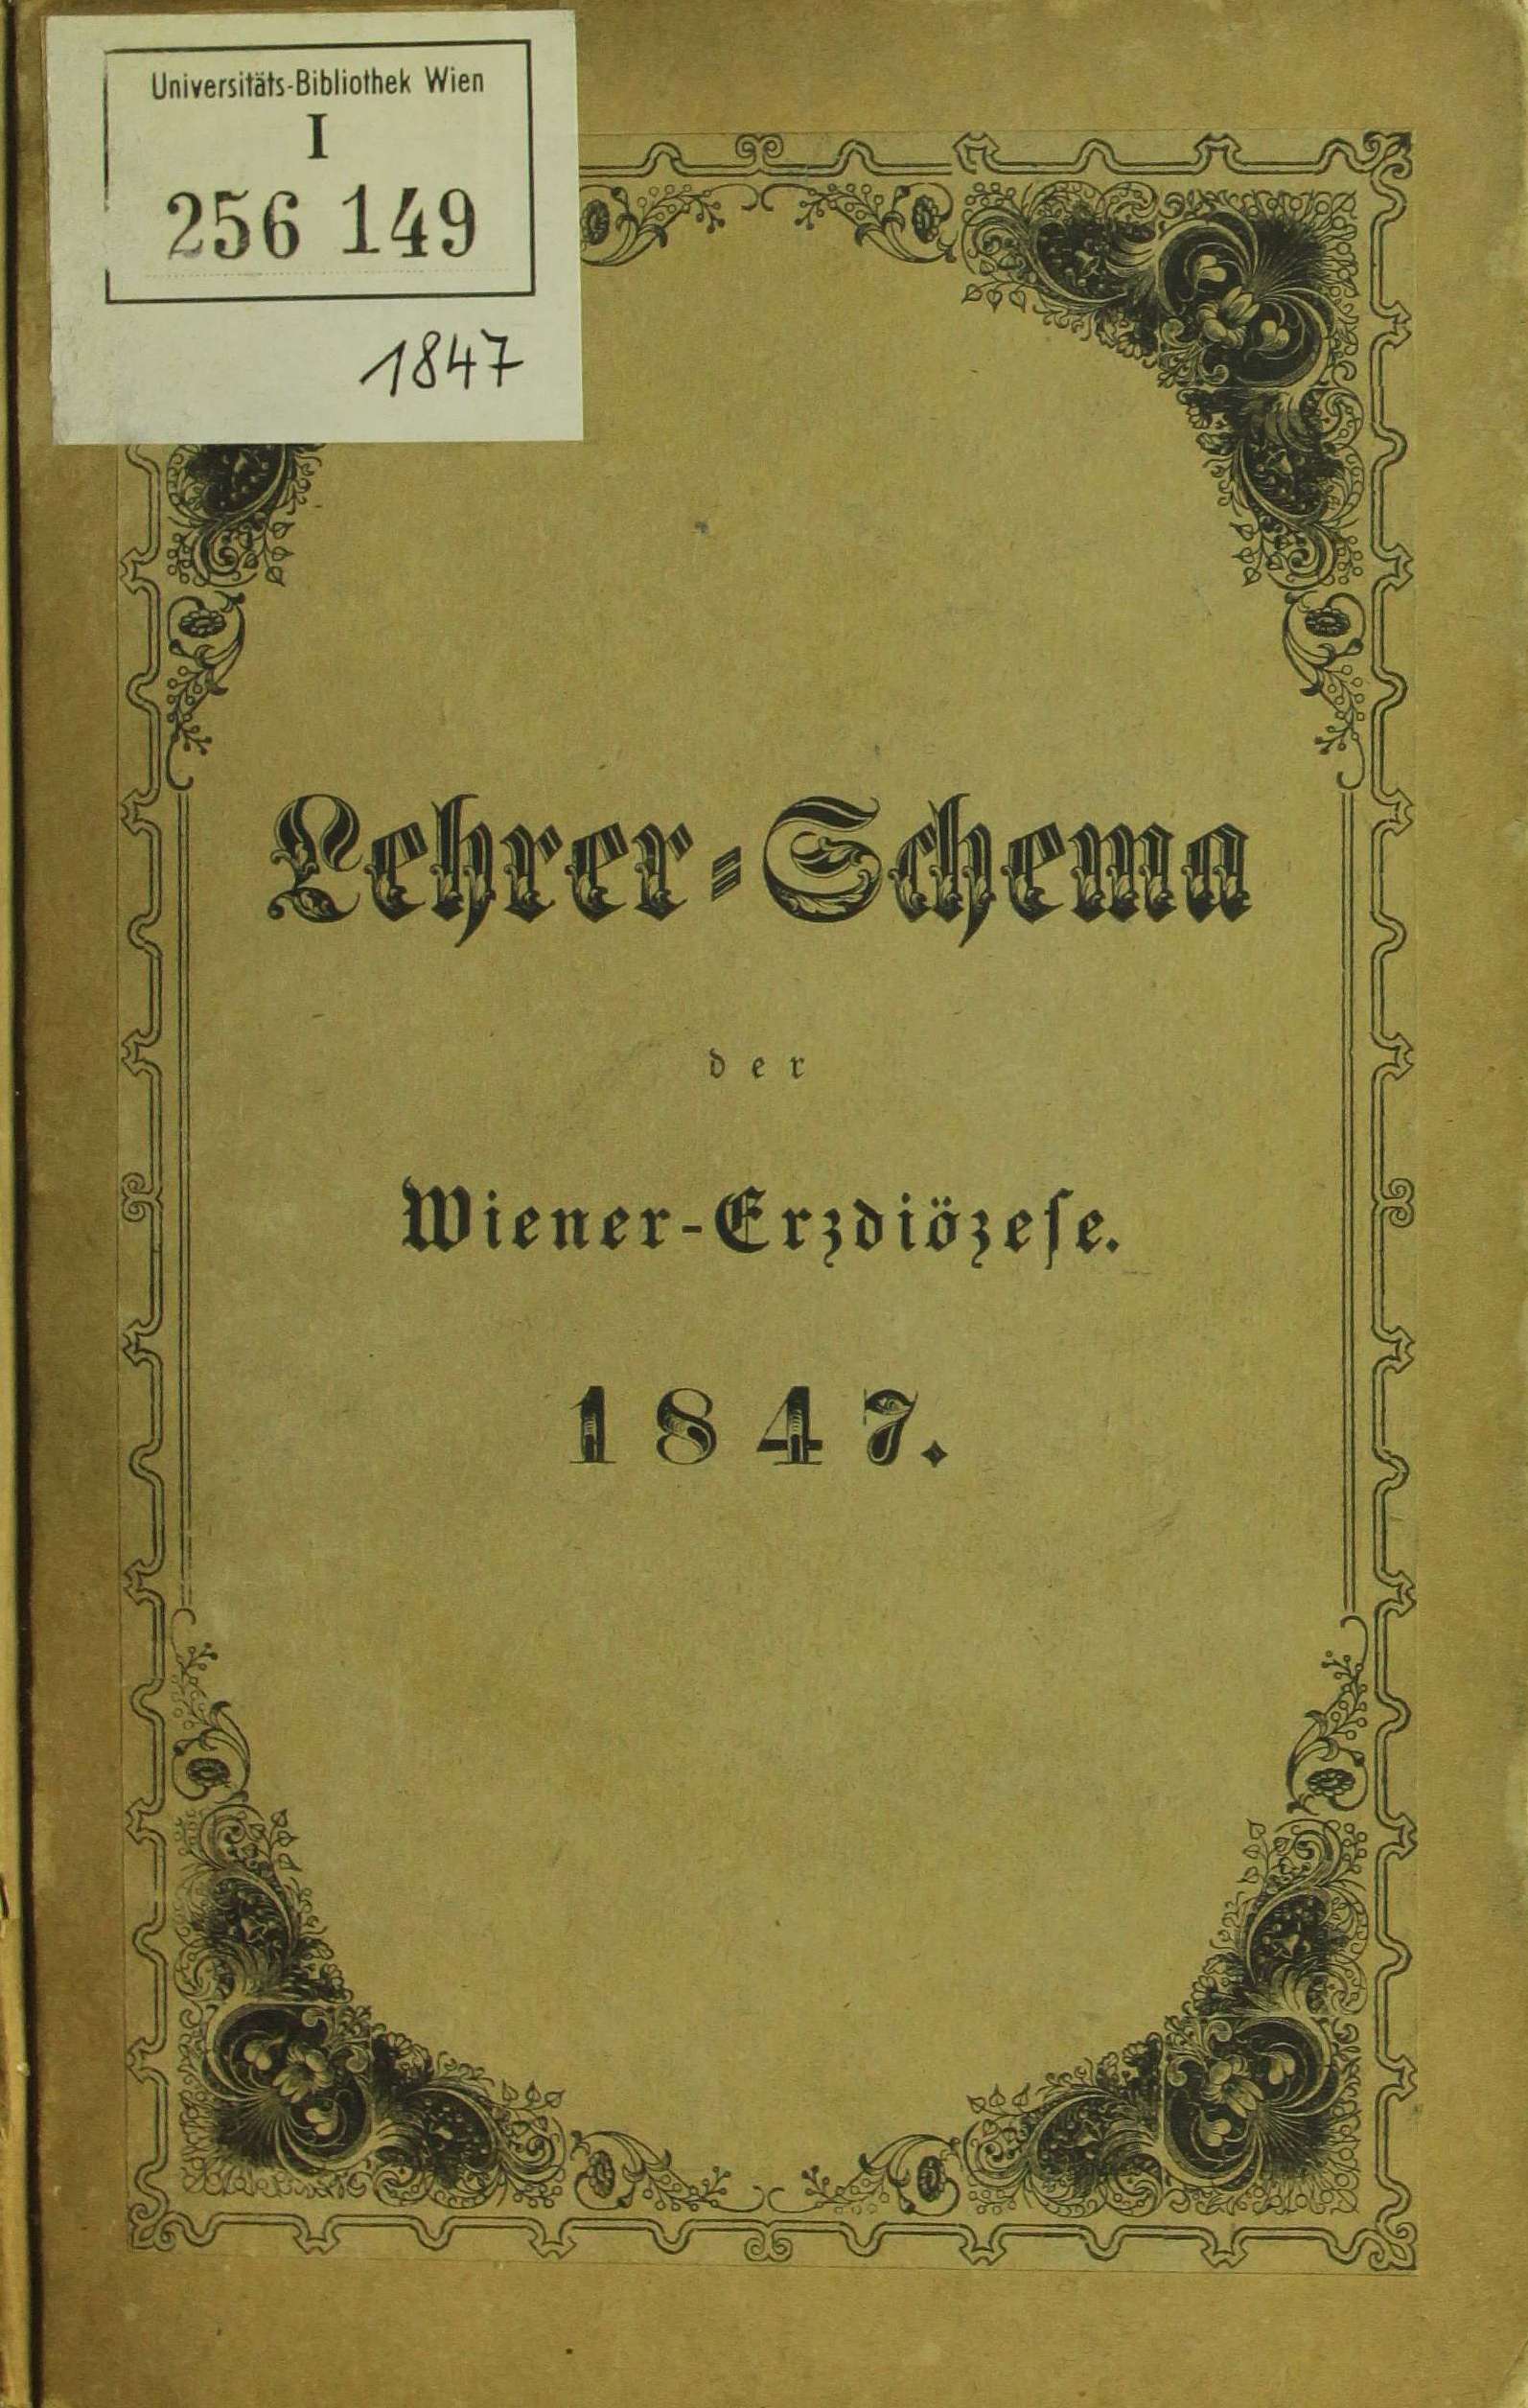 Universitäts-Bibliothek Wien
I
256 149
1847
Lehrer-Schema
der
Wiener-Erzdiözeſe.
1847.